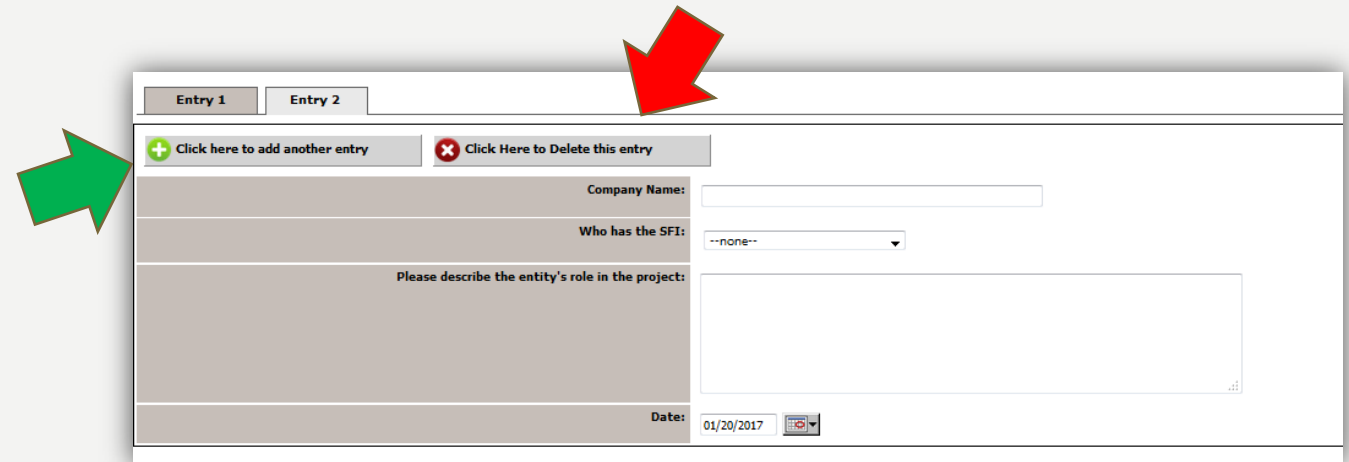 Entry 1 Entry 2
Click here to add another entry Click Here to Delete this entry
Company Name:
Who has the SFI: --none--
Please describe the entity's role in the project:
Date: 01/20/2017